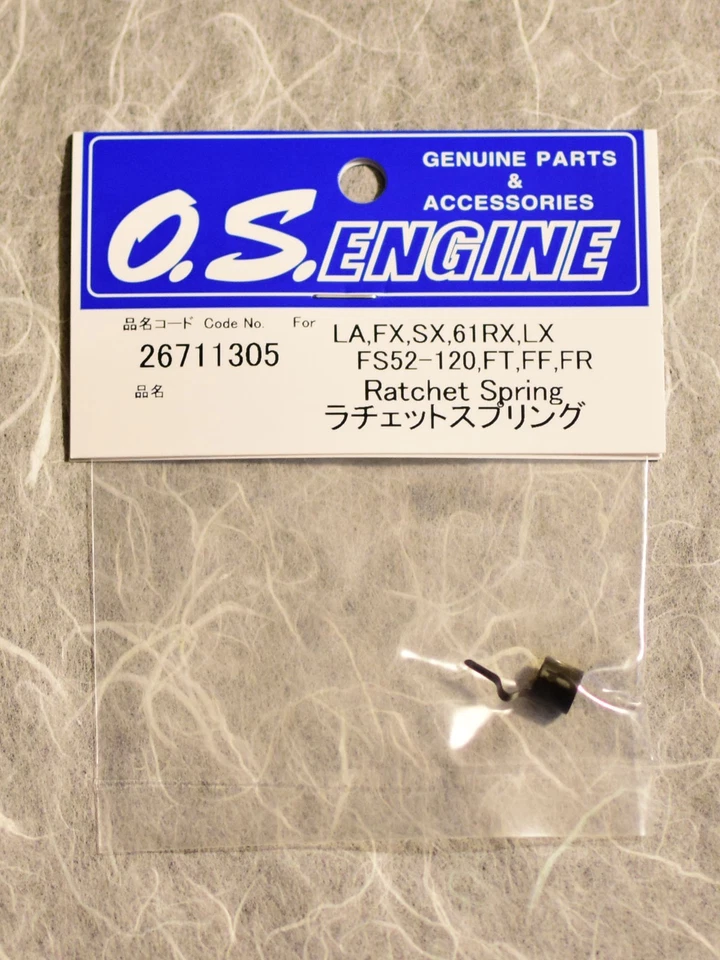 GENUINE PARTS
&
ACCESSORIES
O.S.ENGINE
品名コード Code No. For LA,FX,SX,61RX,LX
26711305 FS52-120,FT,FF,FR
品名 Ratchet Spring
ラチェットスプリング